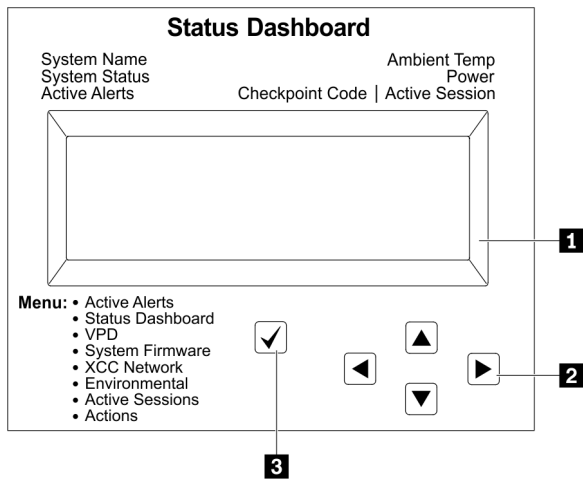 Status Dashboard
System Name Ambient Temp
System Status Power
Active Alerts Checkpoint Code | Active Session
1
Menu: • Active Alerts
• Status Dashboard
• VPD
• System Firmware
• XCC Network
• Environmental
• Active Sessions
• Actions
2
3